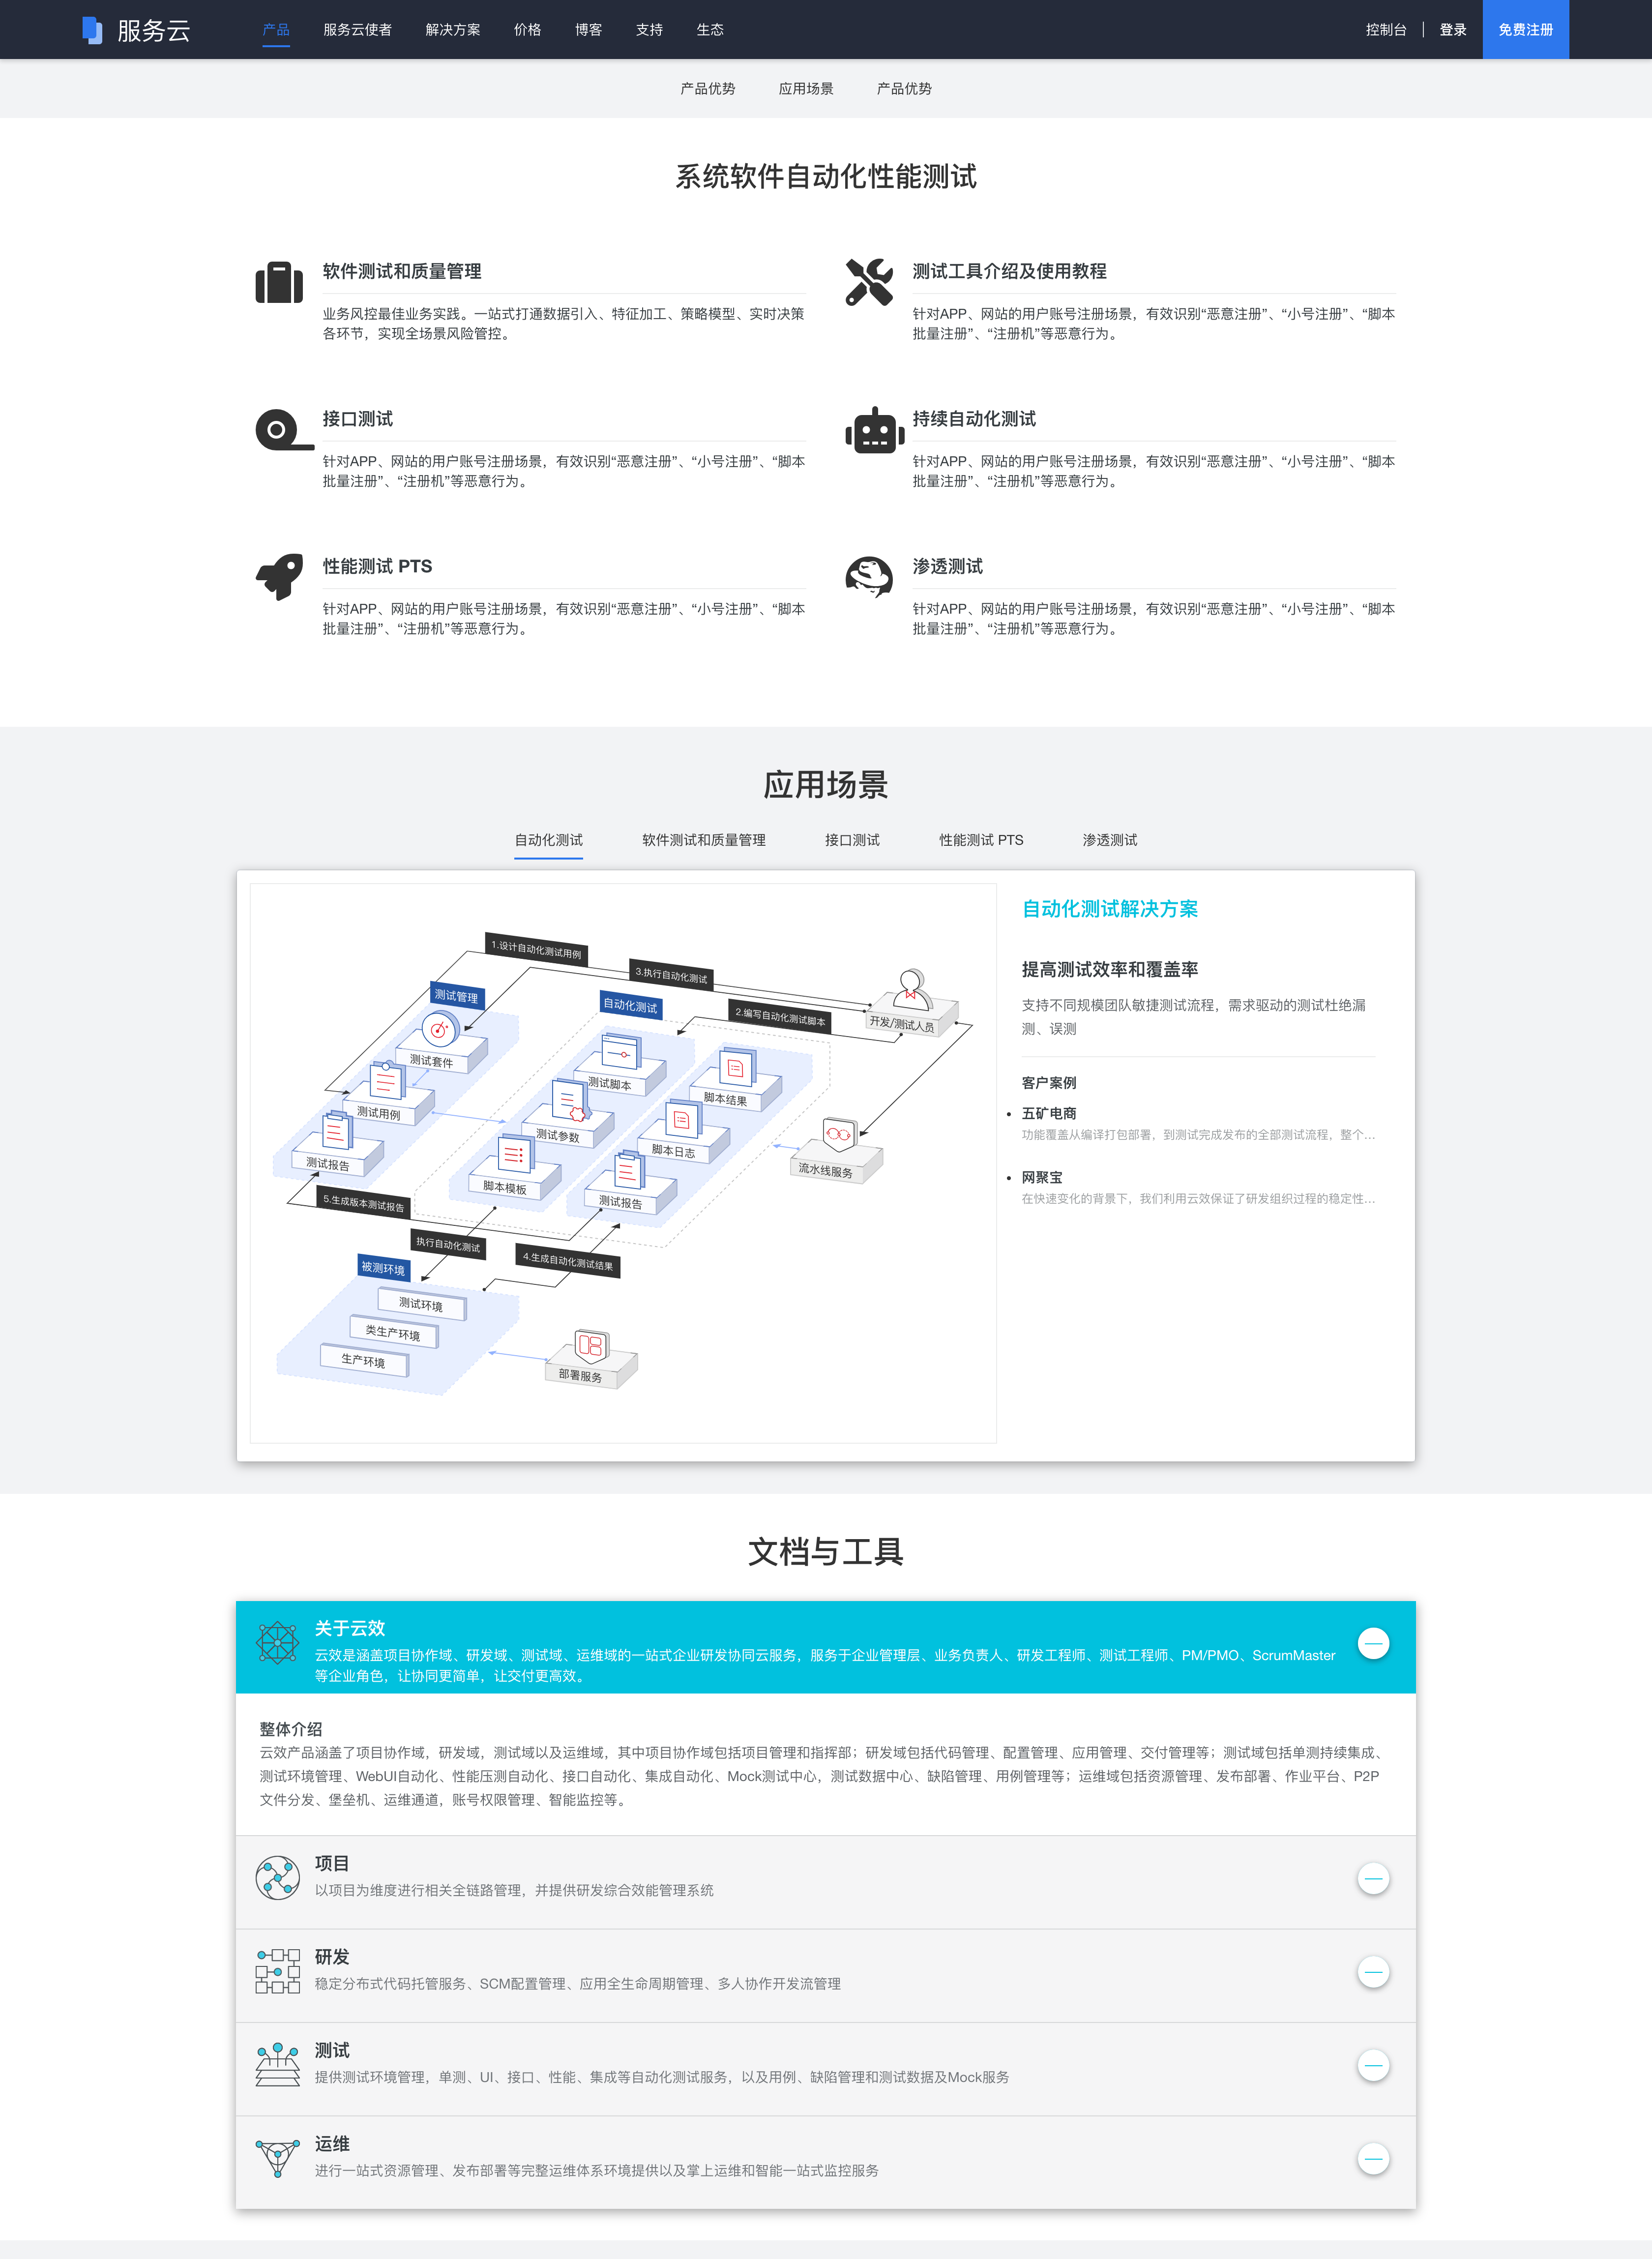 服务云
产品
服务云使者
解决方案
价格
博客
支持
生态
控制台
登录
免费注册
产品优势
应用场景
产品优势
系统软件自动化性能测试
软件测试和质量管理
业务风控最佳业务实践。一站式打通数据引入、特征加工、策略模型、实时决策
各环节，实现全场景风险管控。
测试工具介绍及使用教程
针对APP、网站的用户账号注册场景，有效识别“恶意注册”、“小号注册”、“脚本
批量注册”、“注册机”等恶意行为。
接口测试
针对APP、网站的用户账号注册场景，有效识别“恶意注册”、“小号注册”、“脚本
批量注册”、“注册机”等恶意行为。
持续自动化测试
针对APP、网站的用户账号注册场景，有效识别“恶意注册”、“小号注册”、“脚本
批量注册”、“注册机”等恶意行为。
性能测试 PTS
针对APP、网站的用户账号注册场景，有效识别“恶意注册”、“小号注册”、“脚本
批量注册”、“注册机”等恶意行为。
渗透测试
针对APP、网站的用户账号注册场景，有效识别“恶意注册”、“小号注册”、“脚本
批量注册”、“注册机”等恶意行为。
应用场景
自动化测试
软件测试和质量管理
接口测试
性能测试 PTS
渗透测试
1.设计自动化测试用例
3.执行自动化测试
测试管理
自动化测试
2.编写自动化测试脚本
开发/测试人员
测试套件
测试脚本
脚本结果
测试用例
测试参数
脚本日志
测试报告
脚本模板
测试报告
流水线服务
5.生成版本测试报告
执行自动化测试
4.生成自动化测试结果
被测环境
测试环境
类生产环境
生产环境
部署服务
自动化测试解决方案
提高测试效率和覆盖率
支持不同规模团队敏捷测试流程，需求驱动的测试杜绝漏
测、误测
客户案例
五矿电商
功能覆盖从编译打包部署，到测试完成发布的全部测试流程，整个...
网聚宝
在快速变化的背景下，我们利用云效保证了研发组织过程的稳定性...
文档与工具
关于云效
云效是涵盖项目协作域、研发域、测试域、运维域的一站式企业研发协同云服务，服务于企业管理层、业务负责人、研发工程师、测试工程师、PM/PMO、ScrumMaster
等企业角色，让协同更简单，让交付更高效。
整体介绍
云效产品涵盖了项目协作域，研发域，测试域以及运维域，其中项目协作域包括项目管理和指挥部；研发域包括代码管理、配置管理、应用管理、交付管理等；测试域包括单测持续集成、
测试环境管理、WebUI自动化、性能压测自动化、接口自动化、集成自动化、Mock测试中心，测试数据中心、缺陷管理、用例管理等；运维域包括资源管理、发布部署、作业平台、P2P
文件分发、堡垒机、运维通道，账号权限管理、智能监控等。
项目
以项目为维度进行相关全链路管理，并提供研发综合效能管理系统
研发
稳定分布式代码托管服务、SCM配置管理、应用全生命周期管理、多人协作开发流管理
测试
提供测试环境管理，单测、UI、接口、性能、集成等自动化测试服务，以及用例、缺陷管理和测试数据及Mock服务
运维
进行一站式资源管理、发布部署等完整运维体系环境提供以及掌上运维和智能一站式监控服务